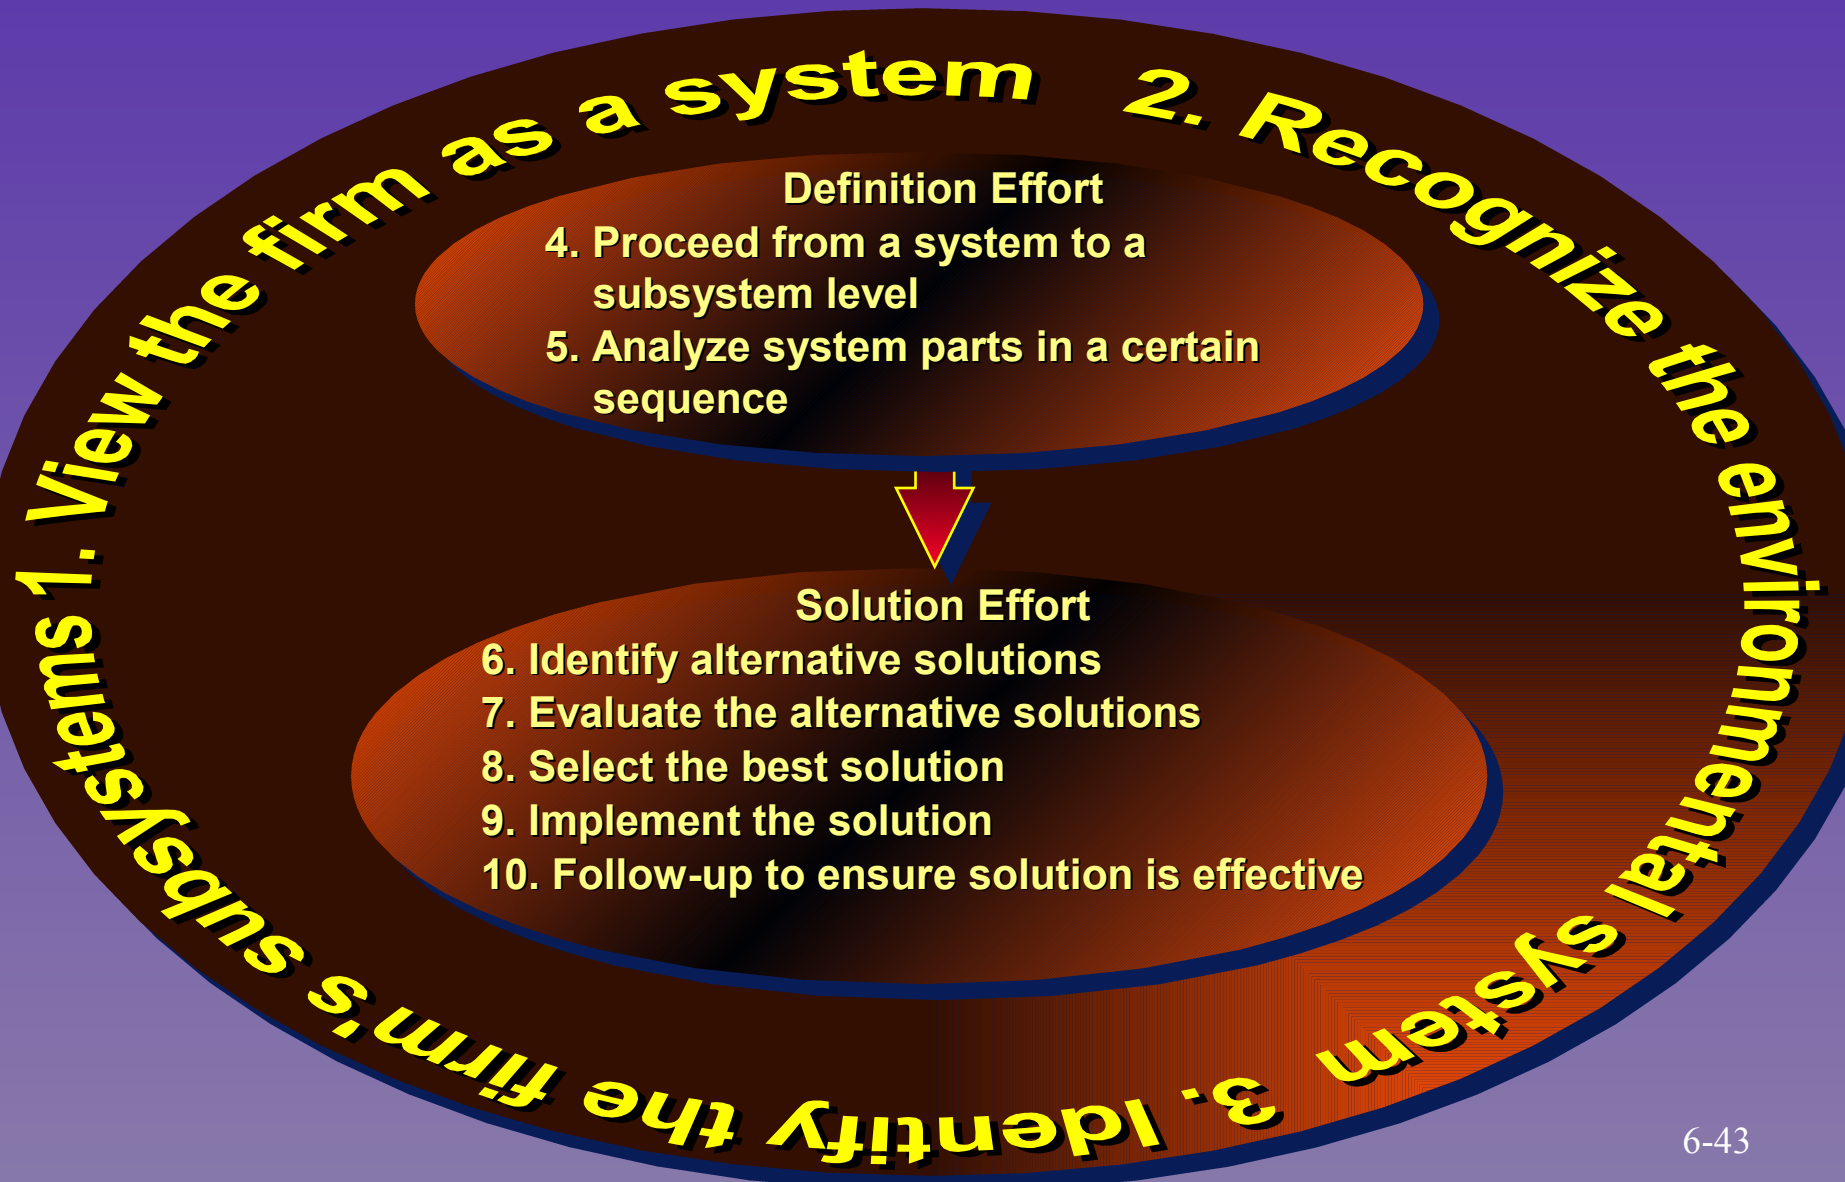 1. View the firm as a system
2. Recognize the environmental system
3. Identify the firm's subsystems
Definition Effort
4. Proceed from a system to a
subsystem level
5. Analyze system parts in a certain
sequence
Solution Effort
6. Identify alternative solutions
7. Evaluate the alternative solutions
8. Select the best solution
9. Implement the solution
10. Follow-up to ensure solution is effective
6-43